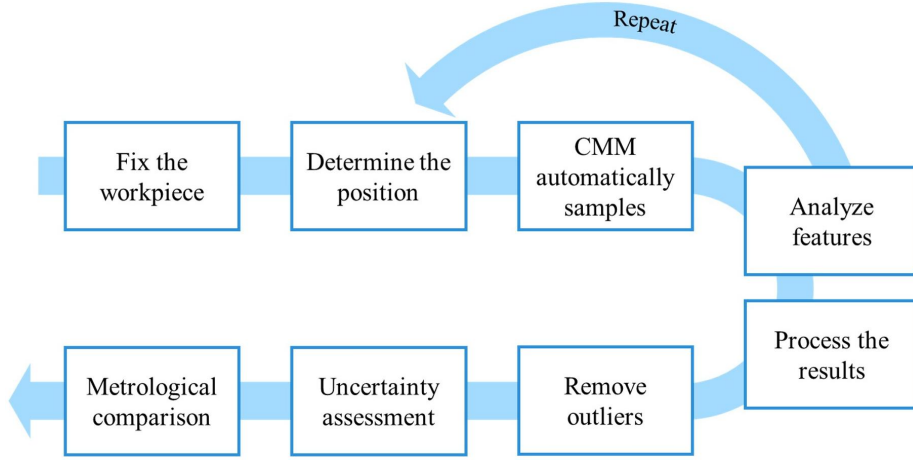 Repeat
Fix the
workpiece
Determine the
position
CMM
automatically
samples
Analyze
features
Process the
results
Remove
outliers
Uncertainty
assessment
Metrological
comparison